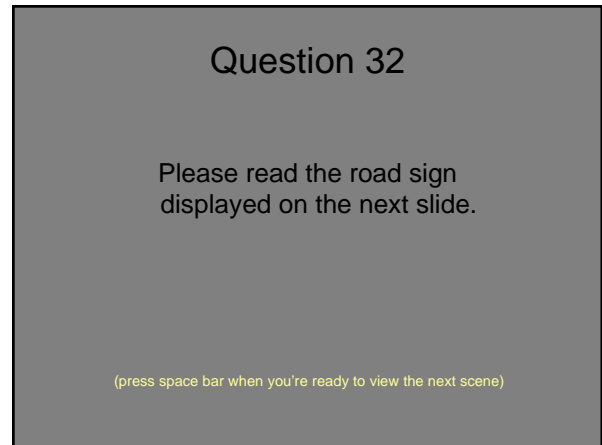 Question 32
Please read the road sign
displayed on the next slide.
(press space bar when you're ready to view the next scene)